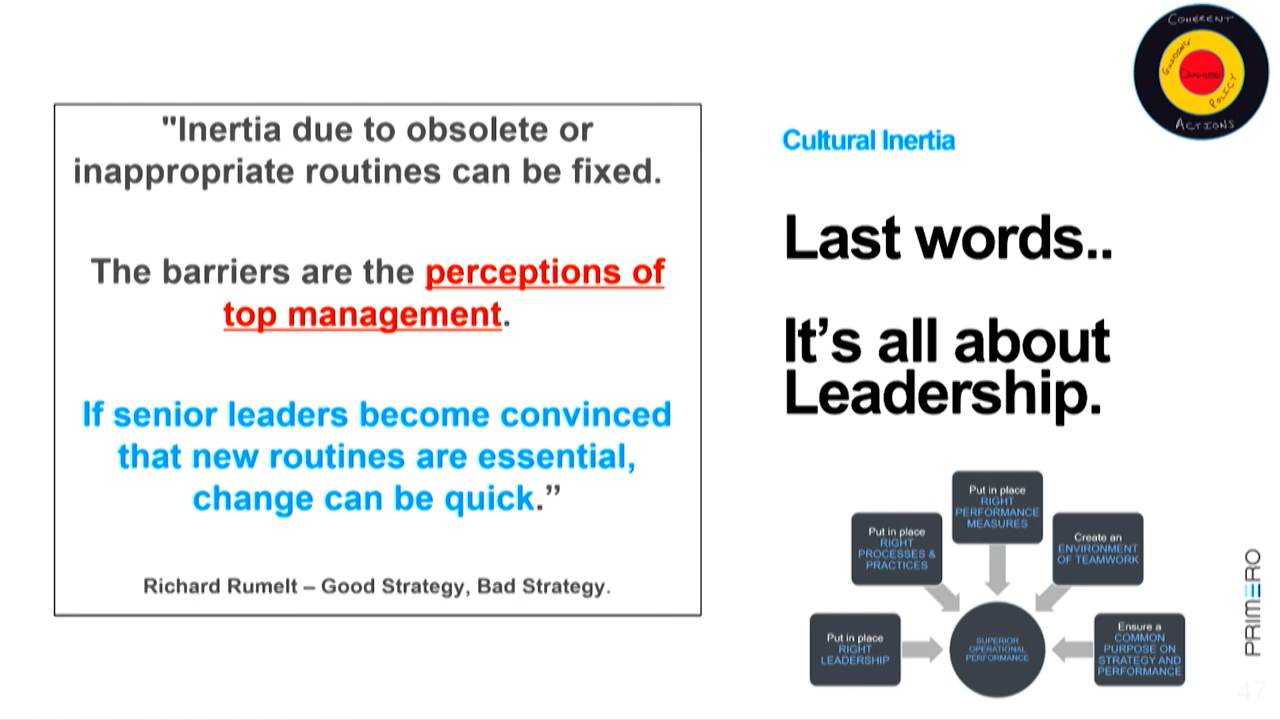 COHERENT
GUIDING
DIAGNOSIS
POLICY
ACTIONS
"Inertia due to obsolete or
inappropriate routines can be fixed.
The barriers are the perceptions of
top management.
If senior leaders become convinced
that new routines are essential,
change can be quick.”
Richard Rumelt – Good Strategy, Bad Strategy.
Cultural Inertia
Last words..
It’s all about
Leadership.
Put in place
RIGHT
LEADERSHIP
Put in place
RIGHT
PROCESSES &
PRACTICES
Put in place
RIGHT
PERFORMANCE
MEASURES
Create an
ENVIRONMENT
OF TEAMWORK
Ensure a
COMMON
PURPOSE ON
STRATEGY AND
PERFORMANCE
SUPERIOR
OPERATIONAL
PERFORMANCE
PRIMERO
47